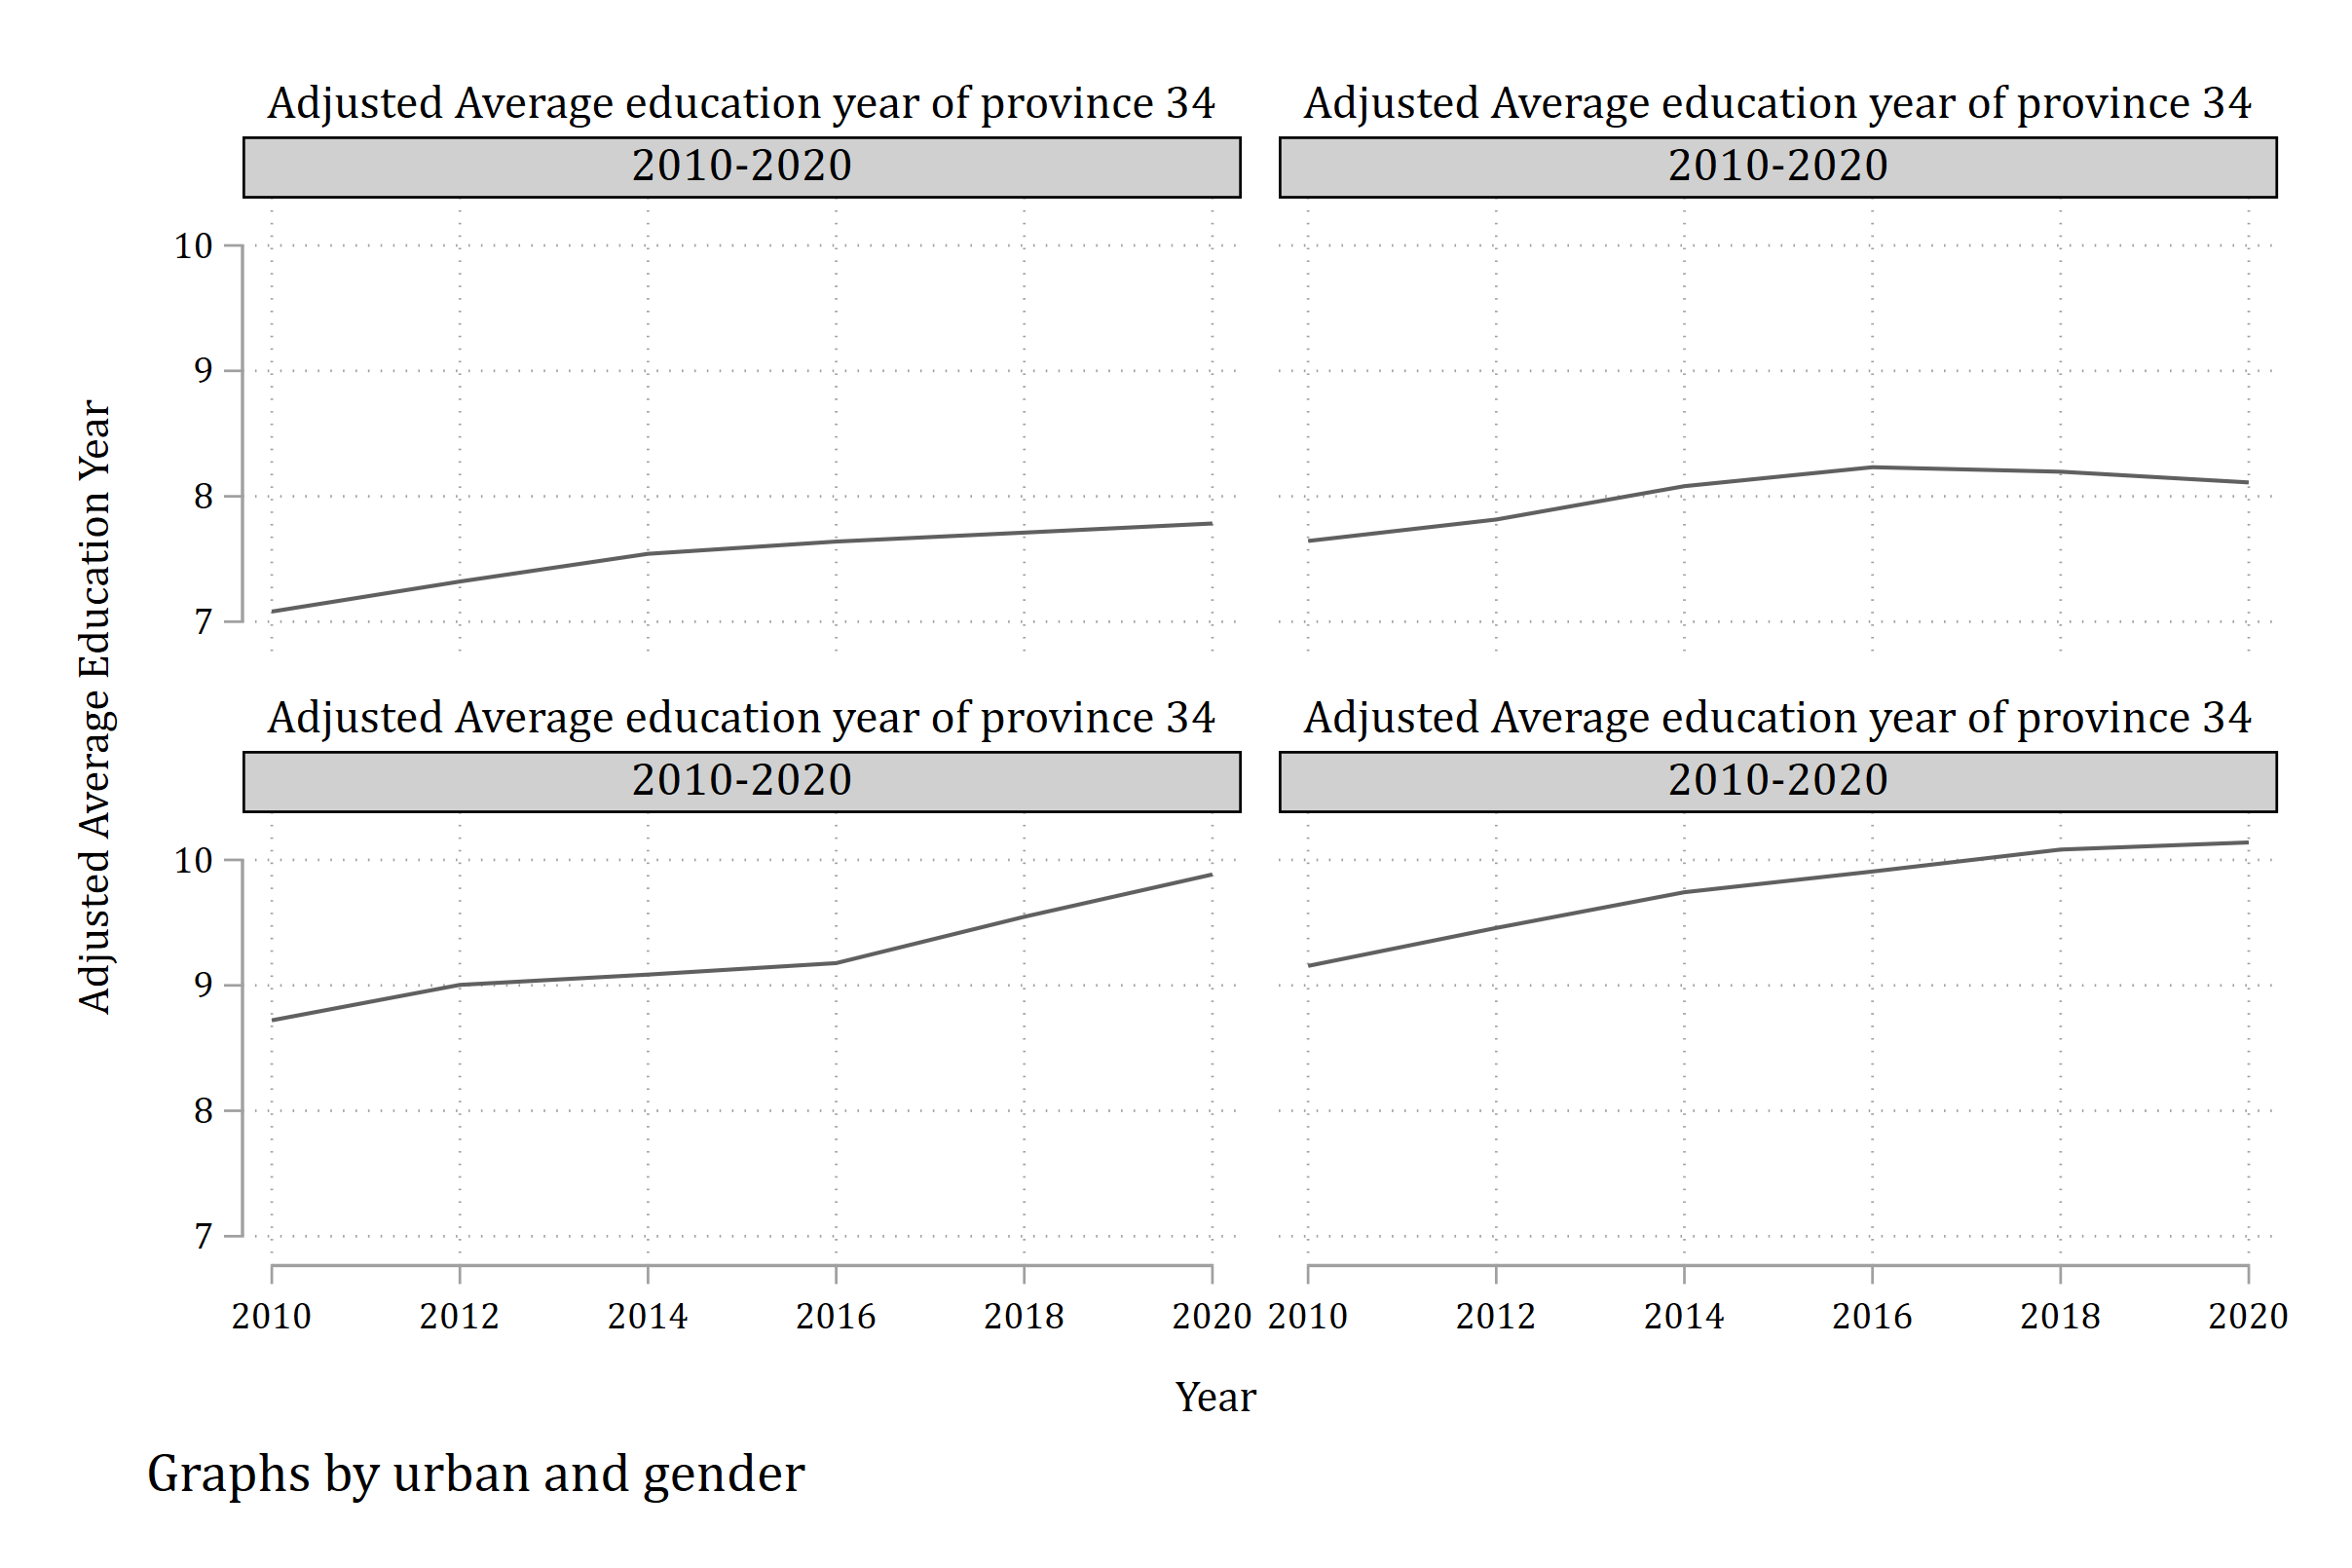 Adjusted Average education year of province 34
2010-2020
Adjusted Average education year of province 34
2010-2020
10
9
8
7
Adjusted Average Education Year
Adjusted Average education year of province 34
2010-2020
Adjusted Average education year of province 34
2010-2020
10
9
8
7
2010 2012 2014 2016 2018 2020 2010 2012 2014 2016 2018 2020
Year
Graphs by urban and gender